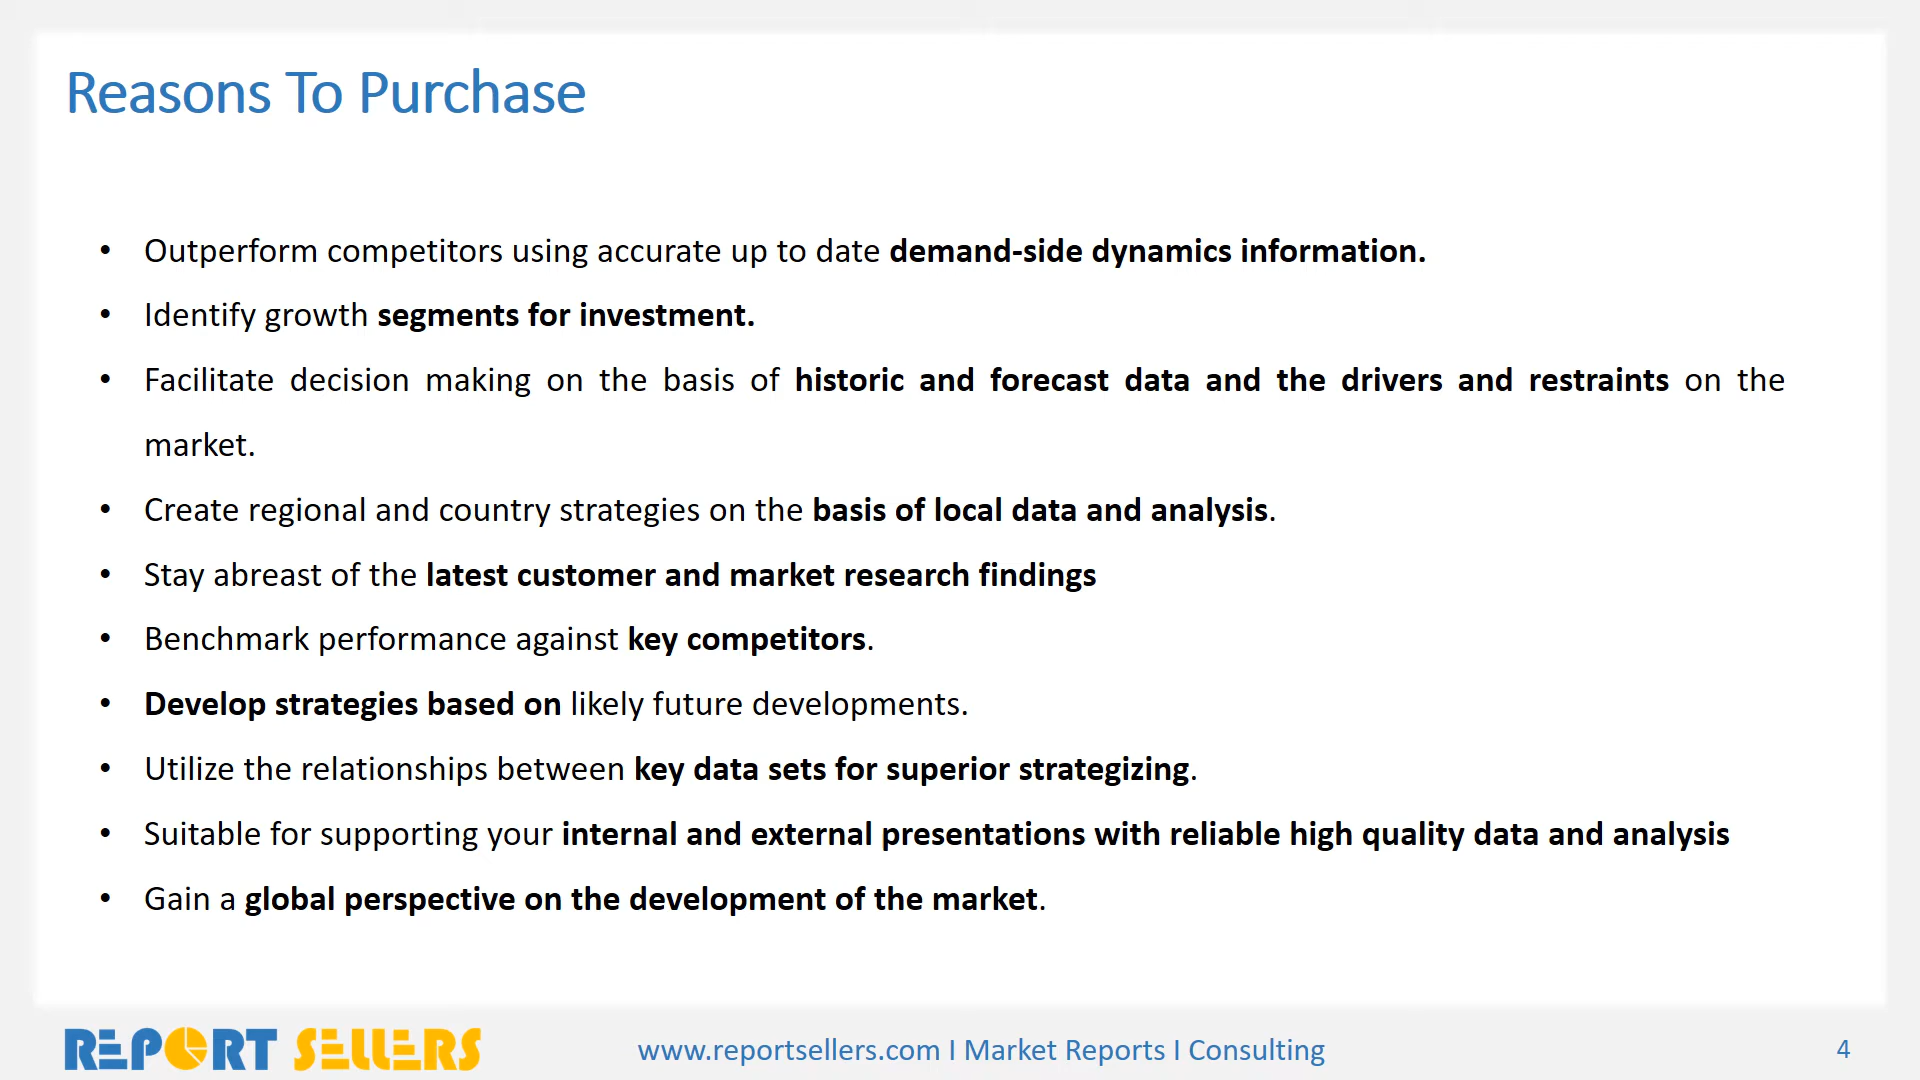 Reasons To Purchase
• Outperform competitors using accurate up to date demand-side dynamics information.
• Identify growth segments for investment.
• Facilitate decision making on the basis of historic and forecast data and the drivers and restraints on the
market.
• Create regional and country strategies on the basis of local data and analysis.
• Stay abreast of the latest customer and market research findings
• Benchmark performance against key competitors.
• Develop strategies based on likely future developments.
• Utilize the relationships between key data sets for superior strategizing.
• Suitable for supporting your internal and external presentations with reliable high quality data and analysis
• Gain a global perspective on the development of the market.
REPORT SELLERS
www.reportsellers.com I Market Reports I Consulting
4